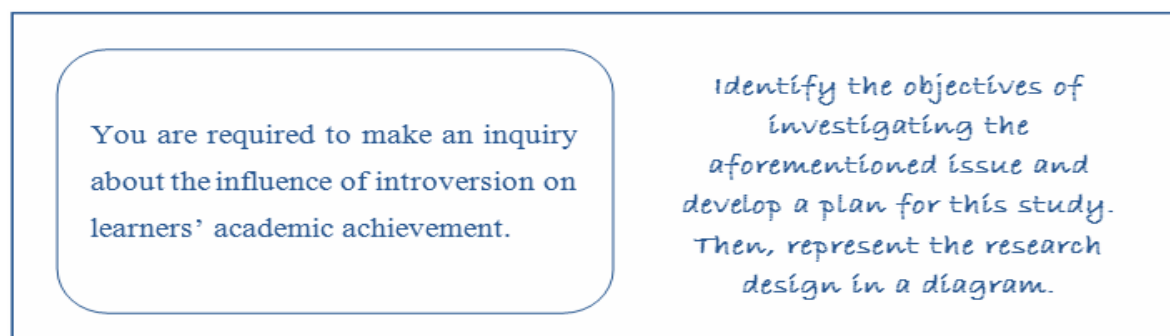 You are required to make an inquiry
about the influence of introversion on
learners’ academic achievement.
Identify the objectives of
investigating the
aforementioned issue and
develop a plan for this study.
Then, represent the research
design in a diagram.